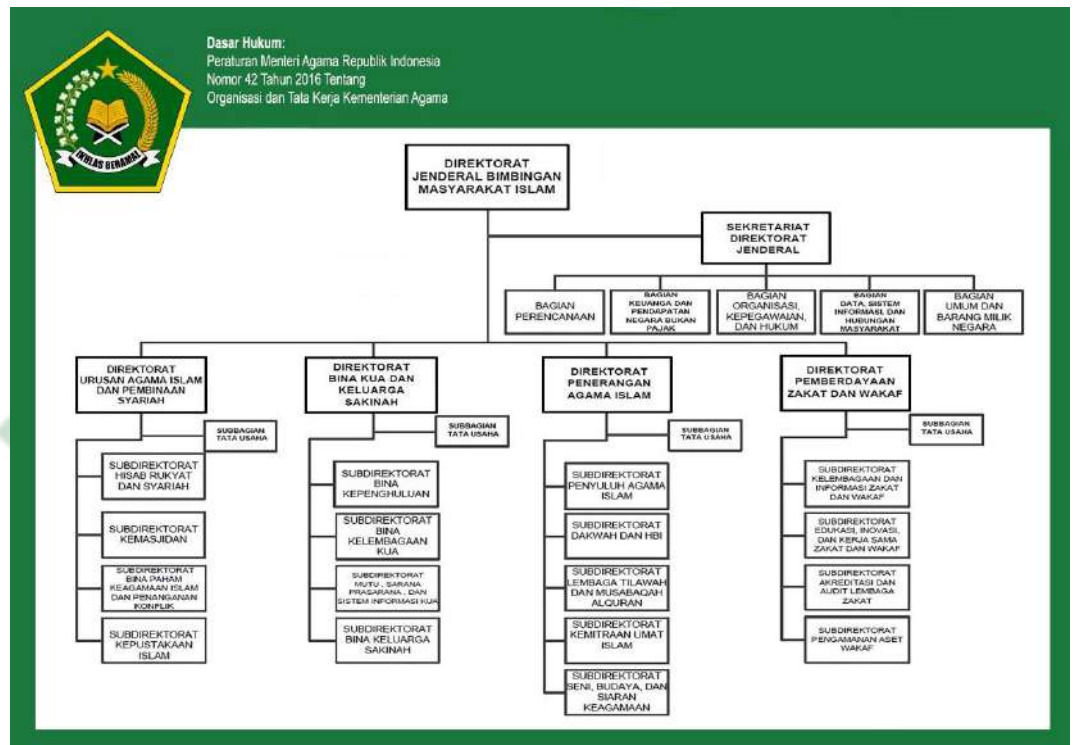 Dasar Hukum:
Peraturan Menteri Agama Republik Indonesia
Nomor 42 Tahun 2016 Tentang
Organisasi dan Tata Kerja Kementerian Agama
IKHLAS BERAMAL
DIREKTORAT
JENDERAL BIMBINGAN
MASYARAKAT ISLAM
SEKRETARIAT
DIREKTORAT
JENDERAL
BAGIAN
PERENCANAAN
BAGIAN
KEUANGA DAN
PENDAPATAN
NEGARA BUKAN
PAJAK
BAGIAN
ORGANISASI,
KEPEGAWAIAN,
DAN HUKUM
BAGIAN
DATA, SISTEM
INFORMASI, DAN
HUBUNGAN
MASYARAKAT
BAGIAN
UMUM DAN
BARANG MILIK
NEGARA
DIREKTORAT
URUSAN AGAMA ISLAM
DAN PEMBINAAN
SYARIAH
SUBBAGIAN
TATA USAHA
SUBDIREKTORAT
HISAB RUKYAT
DAN SYARIAH
SUBDIREKTORAT
KEMASJIDAN
SUBDIREKTORAT
BINA PAHAM
KEAGAMAAN ISLAM
DAN PENANGANAN
KONFLIK
SUBDIREKTORAT
KEPUSTAKAAN
ISLAM
DIREKTORAT
BINA KUA DAN
KELUARGA
SAKINAH
SUBBAGIAN
TATA USAHA
SUBDIREKTORAT
BINA
KEPENGHULUAN
SUBDIREKTORAT
BINA
KELEMBAGAAN
KUA
SUBDIREKTORAT
MUTU , SARANA
PRASARANA , DAN
SISTEM INFORMASI KUA
SUBDIREKTORAT
BINA KELUARGA
SAKINAH
DIREKTORAT
PENERANGAN
AGAMA ISLAM
SUBBAGIAN
TATA USAHA
SUBDIREKTORAT
PENYULUH AGAMA
ISLAM
SUBDIREKTORAT
DAKWAH DAN HBI
SUBDIREKTORAT
LEMBAGA TILAWAH
DAN MUSABAQAH
ALQURAN
SUBDIREKTORAT
KEMITRAAN UMAT
ISLAM
SUBDIREKTORAT
SENI, BUDAYA, DAN
SIARAN
KEAGAMAAN
DIREKTORAT
PEMBERDAYAAN
ZAKAT DAN WAKAF
SUBBAGIAN
TATA USAHA
SUBDIREKTORAT
KELEMBAGAAN DAN
INFORMASI ZAKAT
DAN WAKAF
SUBDIREKTORAT
EDUKASI, INOVASI,
DAN KERJA SAMA
ZAKAT DAN WAKAF
SUBDIREKTORAT
AKREDITASI DAN
AUDIT LEMBAGA
ZAKAT
SUBDIREKTORAT
PENGAMANAN ASET
WAKAF